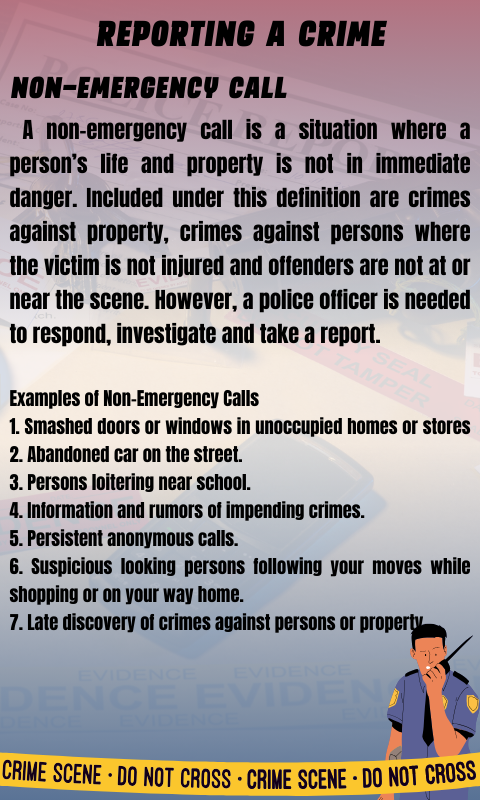 REPORTING A CRIME
NON-EMERGENCY CALL
A non-emergency call is a situation where a
person's life and property is not in immediate
danger. Included under this definition are crimes
against property, crimes against persons where
the victim is not injured and offenders are not at or
near the scene. However, a police officer is needed
to respond, investigate and take a report.
Examples of Non-Emergency Calls
1. Smashed doors or windows in unoccupied homes or stores
2. Abandoned car on the street.
3. Persons loitering near school.
4. Information and rumors of impending crimes.
5. Persistent anonymous calls.
6. Suspicious looking persons following your moves while
shopping or on your way home.
7. Late discovery of crimes against persons or property
EVIDENCE EVIDENCE
DENCE EVIDEN
CRIME SCENE · DO NOT CROSS · CRIME SCENE · DO NOT CROSS